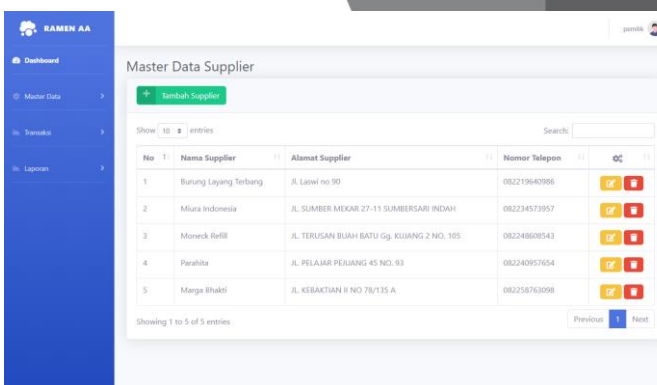 RAMEN AA
pemilik
Dashboard
Master Data Supplier
Master Data
Tambah Supplier
Transaksi
Show 10 entries
Search:
No Nama Supplier Alamat Supplier Nomor Telepon
Laporan
1 Burung Layang Terbang Jl. Laswi no 90 082219640986
2 Miura Indonesia JL. SUMBER MEKAR 27-11 SUMBERSARI INDAH 082234573957
3 Moneck Refill JL. TERUSAN BUAH BATU Gg. KUJANG 2 NO. 105 082248608543
4 Parahita JL. PELAJAR PEJUANG 45 NO. 93 082240957654
5 Marga Bhakti JL. KEBAKTIAN II NO 78/135 A 082258763098
Showing 1 to 5 of 5 entries
Previous 1 Next